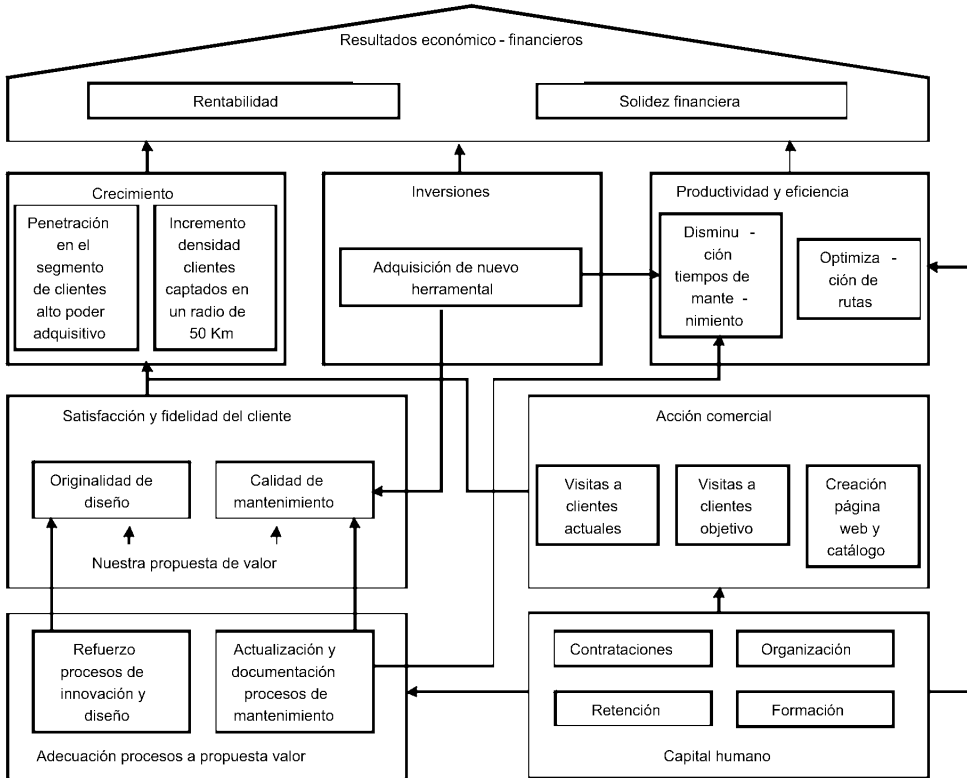 Resultados económico - financieros
Rentabilidad
Solidez financiera
Crecimiento
Penetración
en el
segmento
de clientes
alto poder
adquisitivo
Incremento
densidad
clientes
captados en
un radio de
50 Km
Inversiones
Adquisición de nuevo
herramental
Productividad y eficiencia
Disminu - 
ción
tiempos de
mante -
nimiento
Optimiza -
ción de
rutas
Satisfacción y fidelidad del cliente
Originalidad de
diseño
Calidad de
mantenimiento
Nuestra propuesta de valor
Acción comercial
Visitas a
clientes
actuales
Visitas a
clientes
objetivo
Creación
página
web y
catálogo
Refuerzo
procesos de
innovación y
diseño
Actualización y
documentación
procesos de
mantenimiento
Adecuación procesos a propuesta valor
Contrataciones
Organización
Retención
Formación
Capital humano